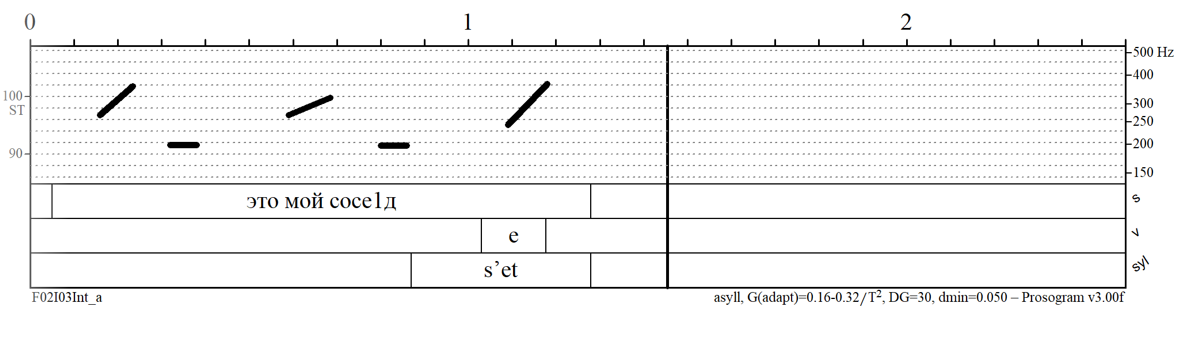 0 1 2
500 Hz
400
100
ST
300
250
90
200
150
это мой сосе1д
s
e
v
s’et
syl
F02I03Int_a
asyll, G(adapt)=0.16-0.32/T², DG=30, dmin=0.050 – Prosogram v3.00f